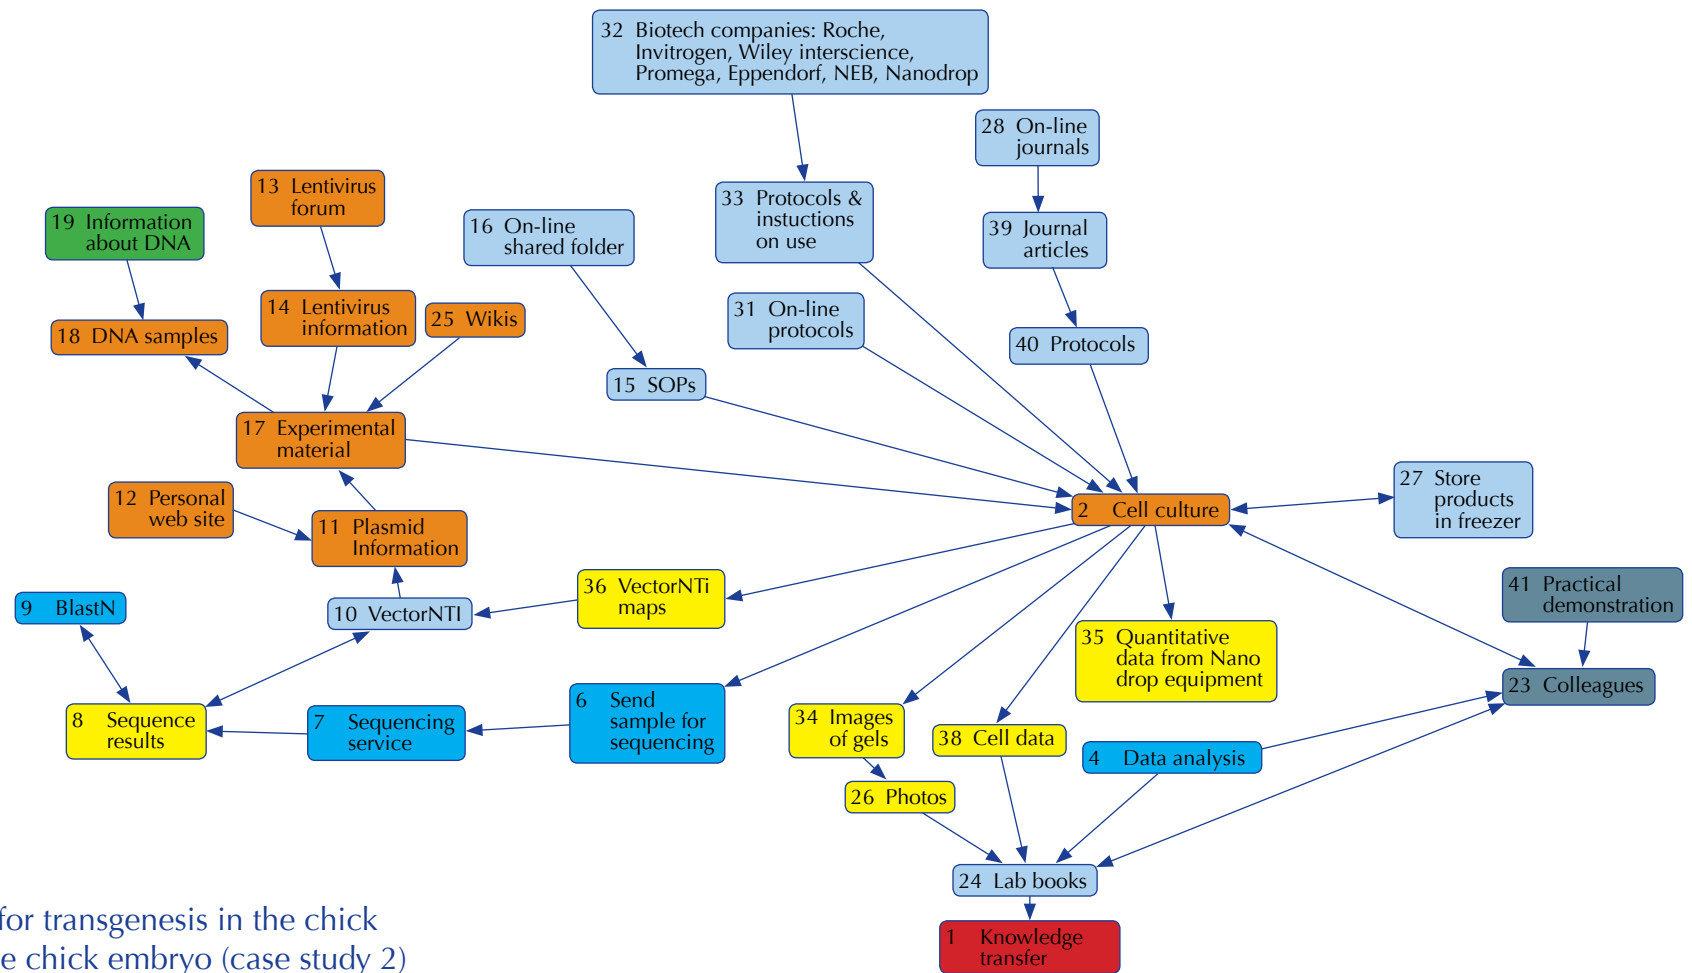 32 Biotech companies: Roche,
Invitrogen, Wiley interscience,
Promega, Eppendorf, NEB, Nanodrop
28 On-line
journals
13 Lentivirus
forum
33 Protocols &
instuctions
on use
19 Information
about DNA
16 On-line
shared folder
39 Journal
articles
14 Lentivirus
information
25 Wikis
31 On-line
protocols
18 DNA samples
40 Protocols
15 SOPs
17 Experimental
material
27 Store
products
in freezer
12 Personal
web site
2 Cell culture
11 Plasmid
Information
36 VectorNTi
maps
41 Practical
demonstration
9 BlastN
10 VectorNTI
35 Quantitative
data from Nano
drop equipment
23 Colleagues
6 Send
sample for
sequencing
8 Sequence
results
7 Sequencing
service
34 Images
of gels
38 Cell data
4 Data analysis
26 Photos
24 Lab books
for transgenesis in the chick
e chick embryo (case study 2)
1 Knowledge
transfer